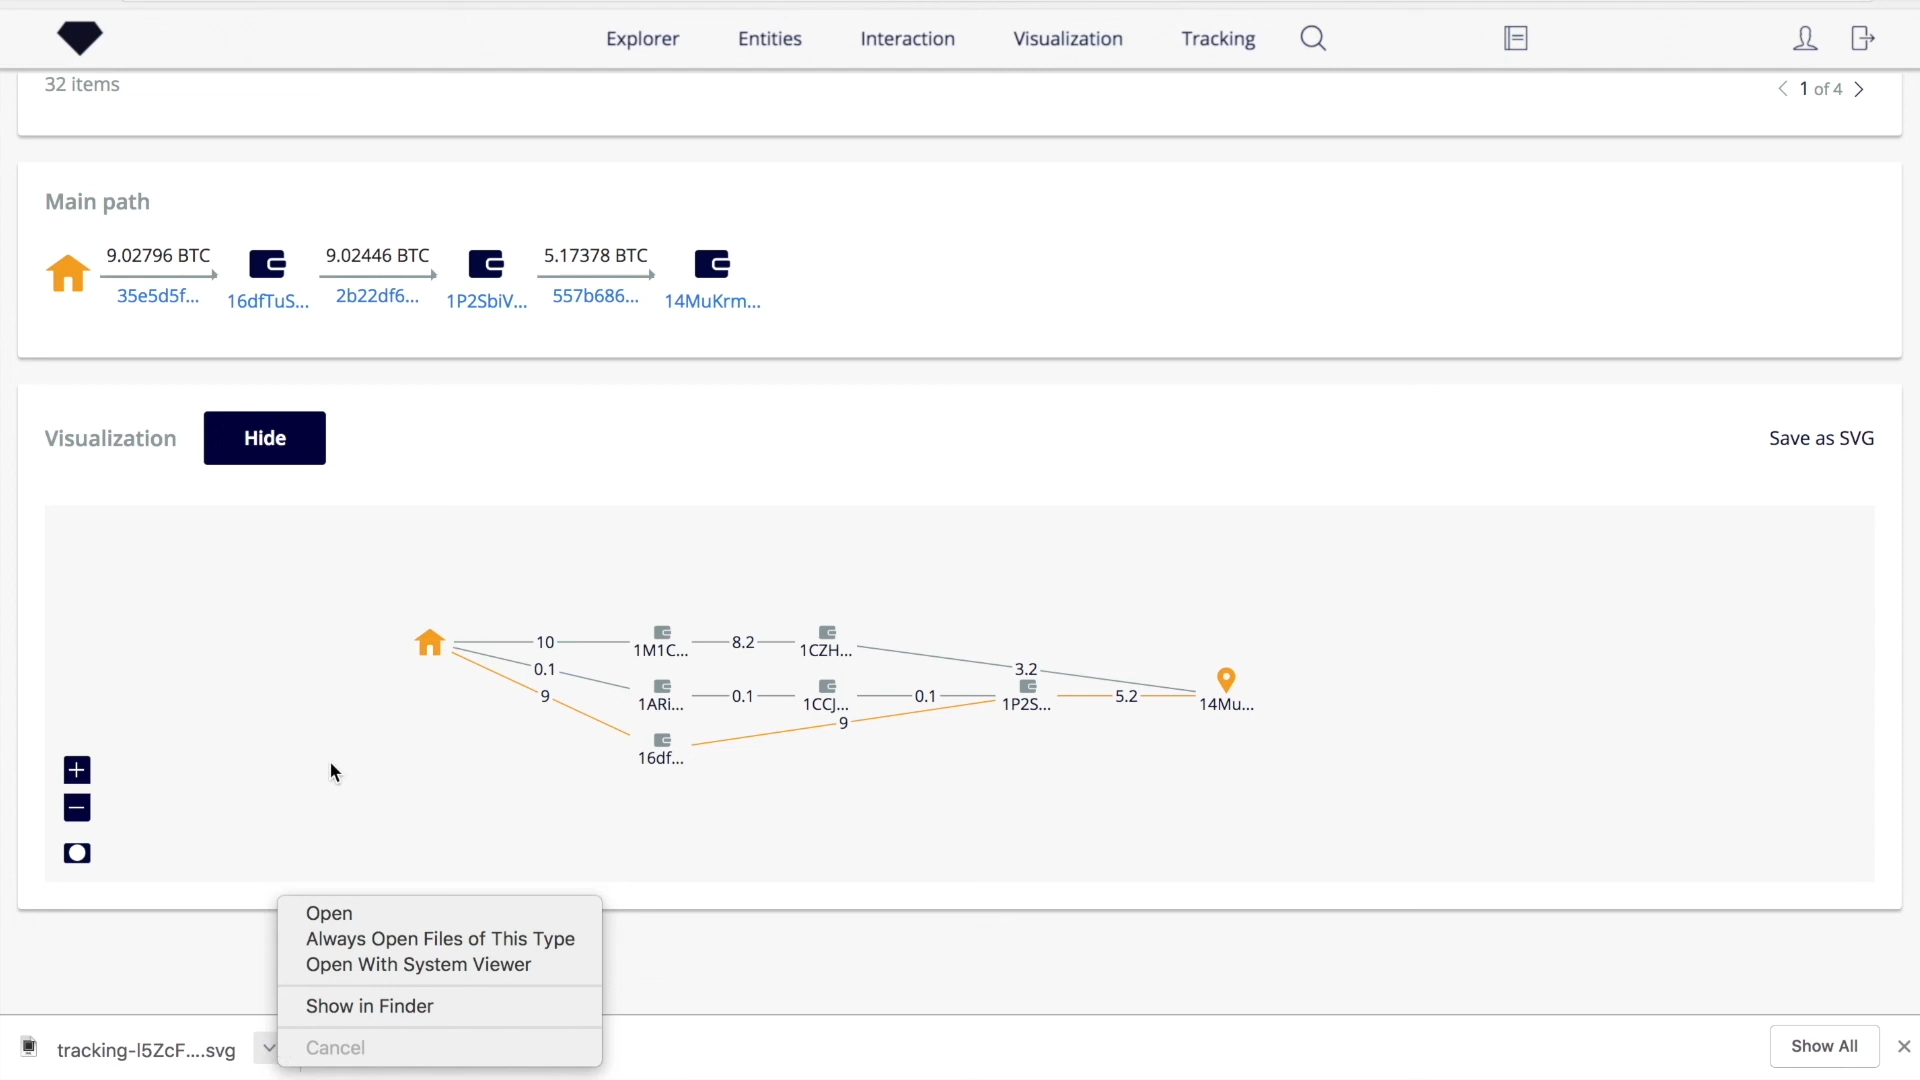 Explorer Entities Interaction Visualization Tracking
32 items
1 of 4
Main path
9.02796 BTC 9.02446 BTC 5.17378 BTC
35e5d5f... 16dfTuS... 2b22df6... 1P2SbiV... 557b686... 14MuKrm...
Visualization Hide Save as SVG
10 1M1C... 8.2 1CZH...
0.1 3.2
9 1ARi... 0.1 1CCJ... 0.1 1P2S... 5.2 14Mu...
9
16df...
Open
Always Open Files of This Type
Open With System Viewer
Show in Finder
Cancel
tracking-I5ZcF....svg Show All